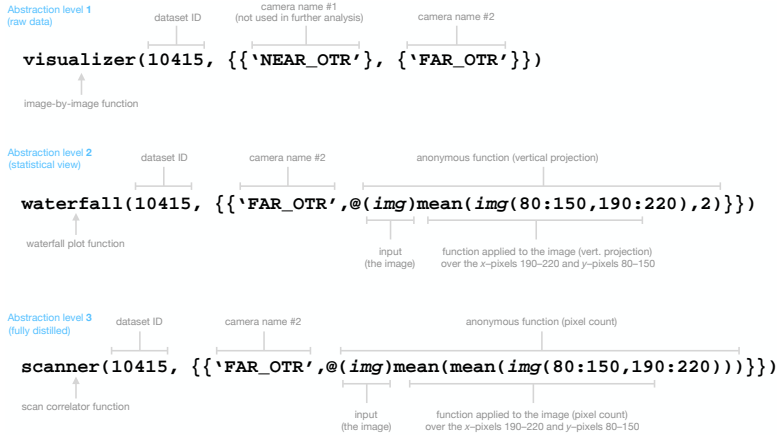 Abstraction level 1
(raw data)
dataset ID
camera name #1
(not used in further analysis)
camera name #2
visualizer(10415, {{‘NEAR_OTR’}, {‘FAR_OTR’}})
image-by-image function
Abstraction level 2
(statistical view)
dataset ID
camera name #2
anonymous function (vertical projection)
waterfall(10415, {{‘FAR_OTR’,@(img)mean(img(80:150,190:220),2)}})
waterfall plot function
input
(the image)
function applied to the image (vert. projection)
over the x–pixels 190–220 and y–pixels 80–150
Abstraction level 3
(fully distilled)
dataset ID
camera name #2
anonymous function (pixel count)
scanner(10415, {{‘FAR_OTR’,@(img)mean(mean(img(80:150,190:220)))}})
scan correlator function
input
(the image)
function applied to the image (pixel count)
over the x–pixels 190–220 and y–pixels 80–150